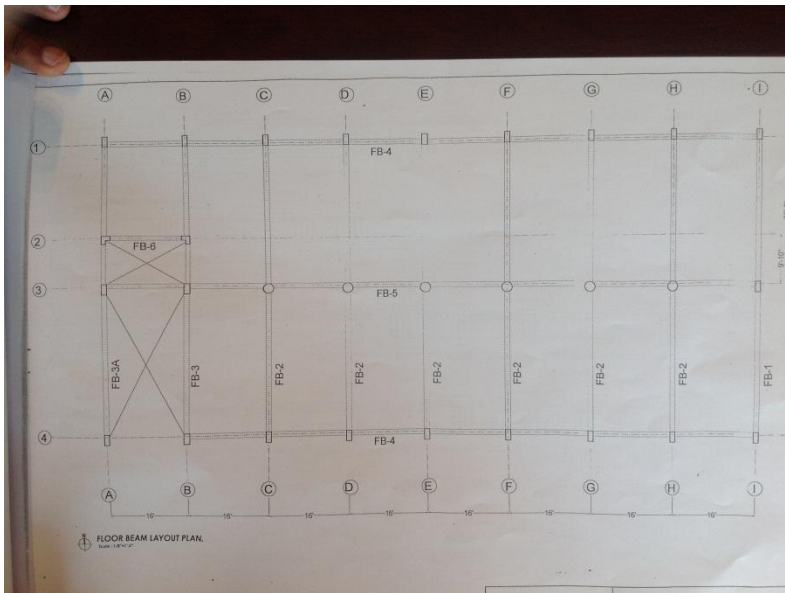 A B C D E F G H I
1
FB-4
2
FB-6
9'-10"
3
FB-5
FB-3A FB-3 FB-2 FB-2 FB-2 FB-2 FB-2 FB-2 FB-1
4
FB-4
A B C D E F G H I
16' 16' 16' 16' 16' 16' 16' 16'
FLOOR BEAM LAYOUT PLAN.